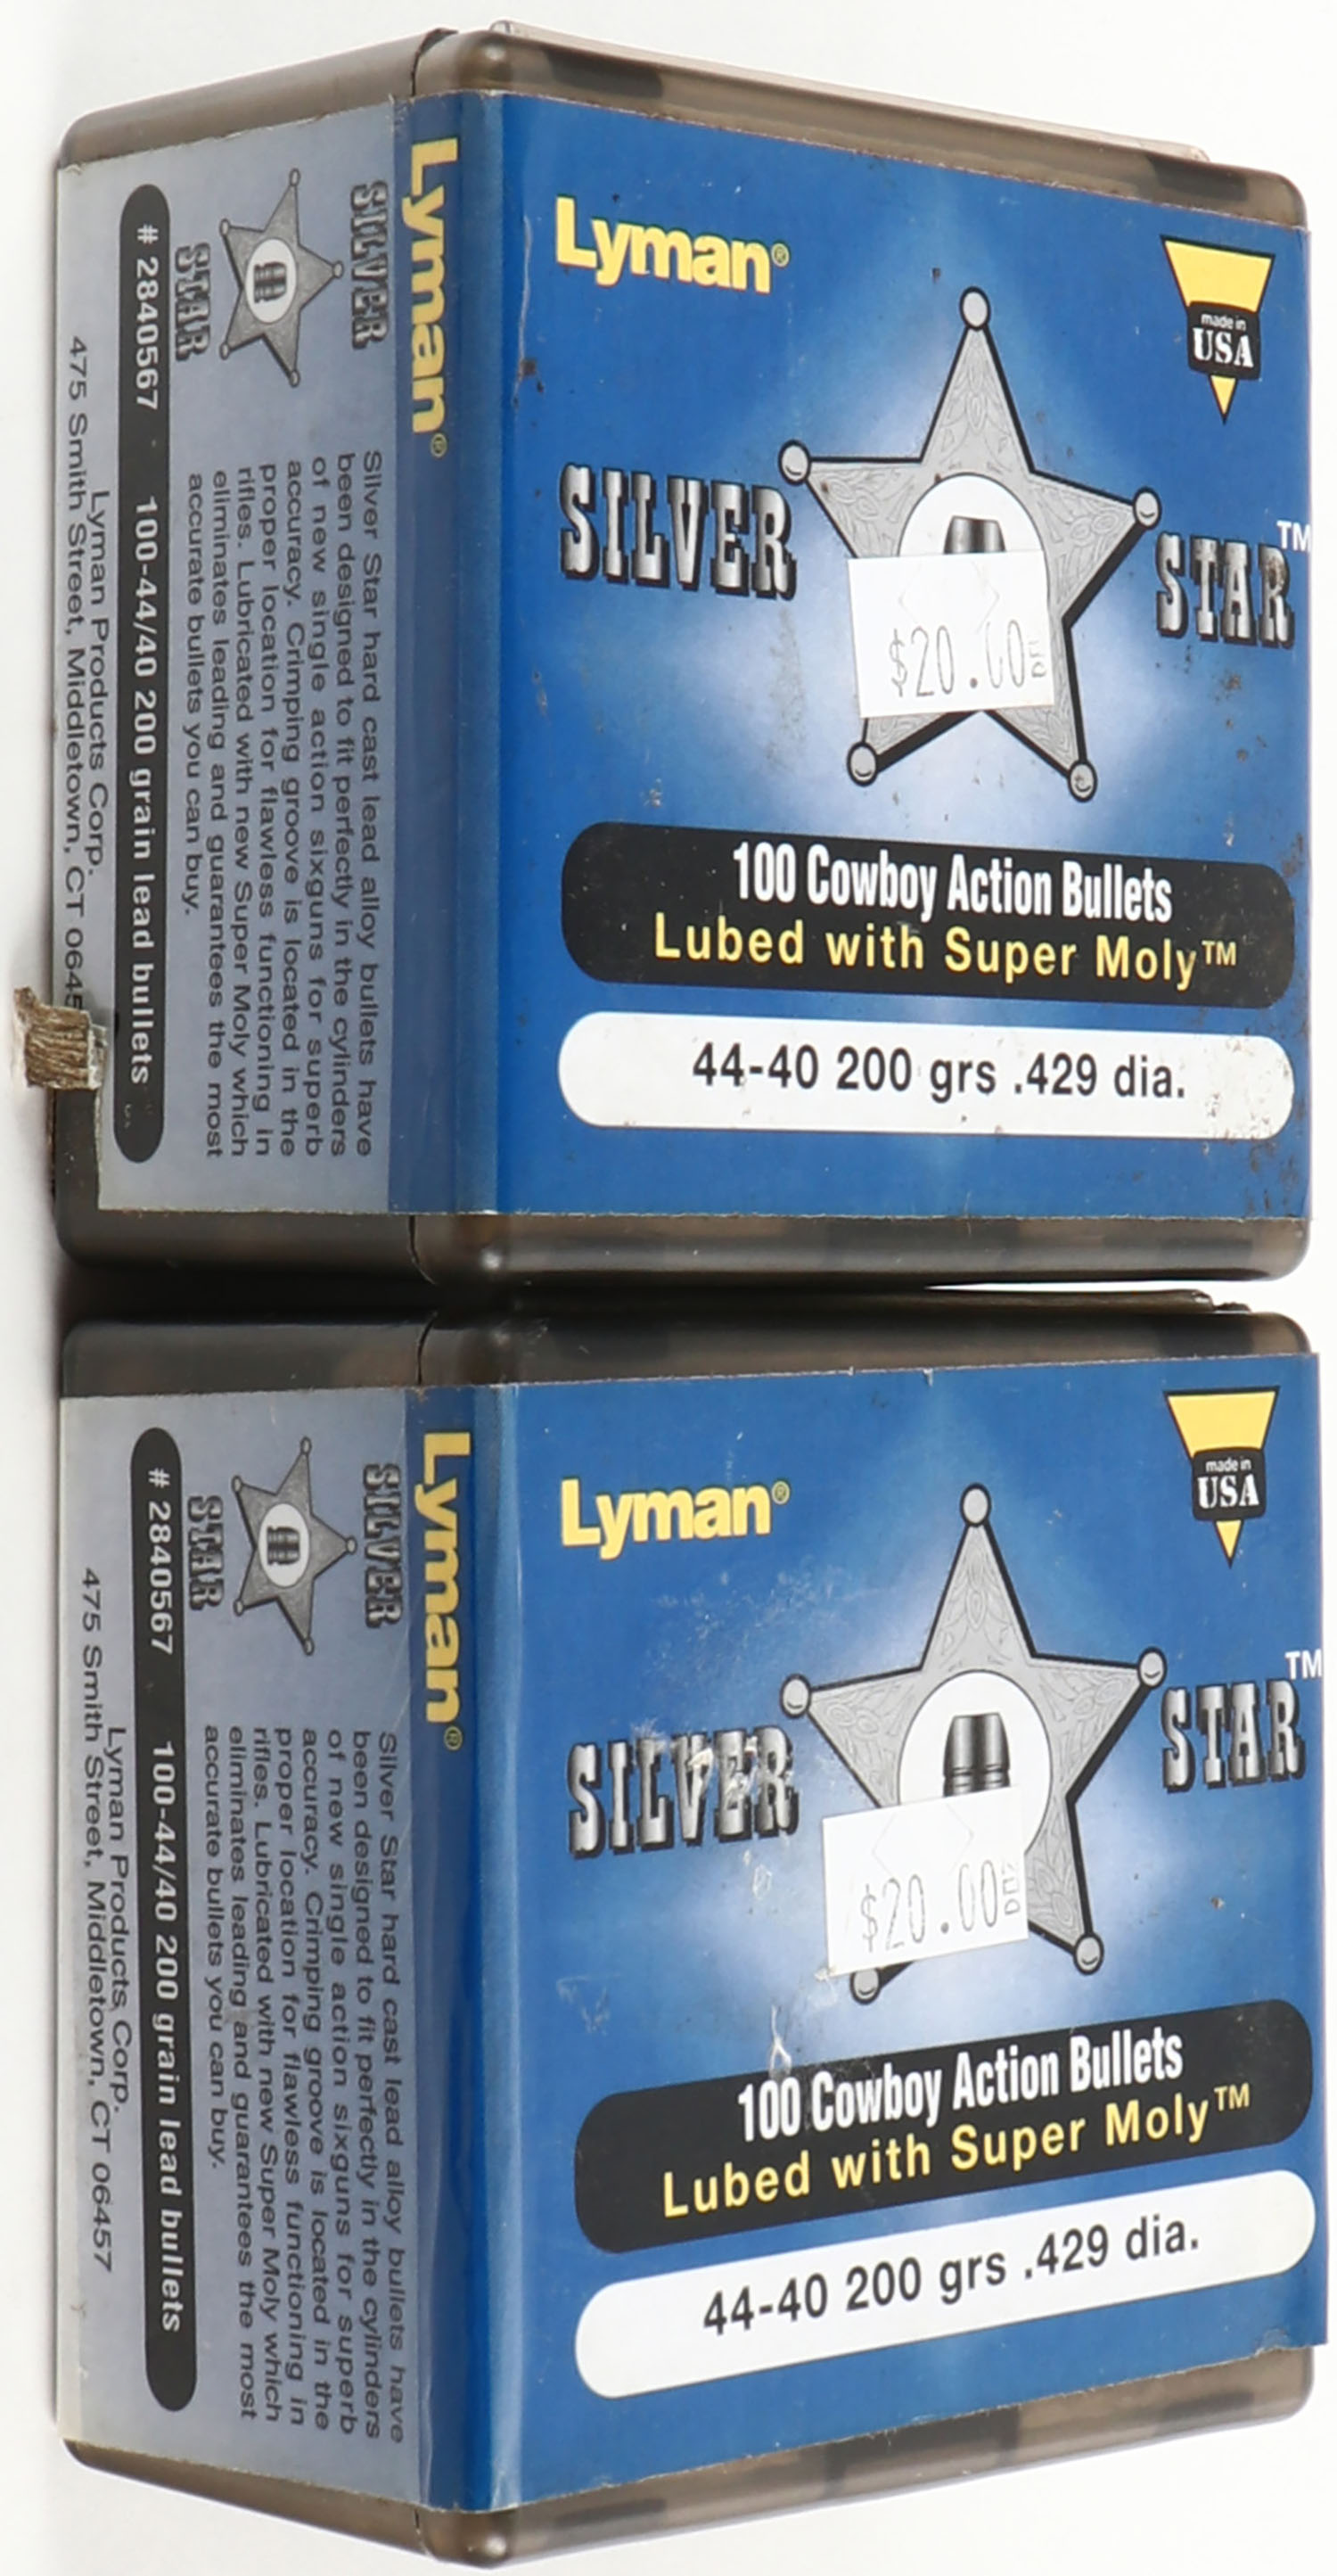 Lyman®
made in
USA
SILVER STAR™
$20.00
100 Cowboy Action Bullets
Lubed with Super Moly™
44-40 200 grs .429 dia.
Lyman®
SILVER
STAR
Silver Star hard cast lead alloy bullets have
been designed to fit perfectly in the cylinders
of new single action sixguns for superb
accuracy. Crimping groove is located in the
proper location for flawless functioning in
rifles. Lubricated with new Super Moly which
eliminates leading and guarantees the most
accurate bullets you can buy.
# 2840567 100-44/40 200 grain lead bullets
Lyman Products Corp.
475 Smith Street, Middletown, CT 0645
Lyman®
made in
USA
SILVER STAR™
$20.00
100 Cowboy Action Bullets
Lubed with Super Moly™
44-40 200 grs .429 dia.
Lyman®
SILVER
STAR
Silver Star hard cast lead alloy bullets have
been designed to fit perfectly in the cylinders
of new single action sixguns for superb
accuracy. Crimping groove is located in the
proper location for flawless functioning in
rifles. Lubricated with new Super Moly which
eliminates leading and guarantees the most
accurate bullets you can buy.
# 2840567 100-44/40 200 grain lead bullets
Lyman Products Corp.
475 Smith Street, Middletown, CT 06457